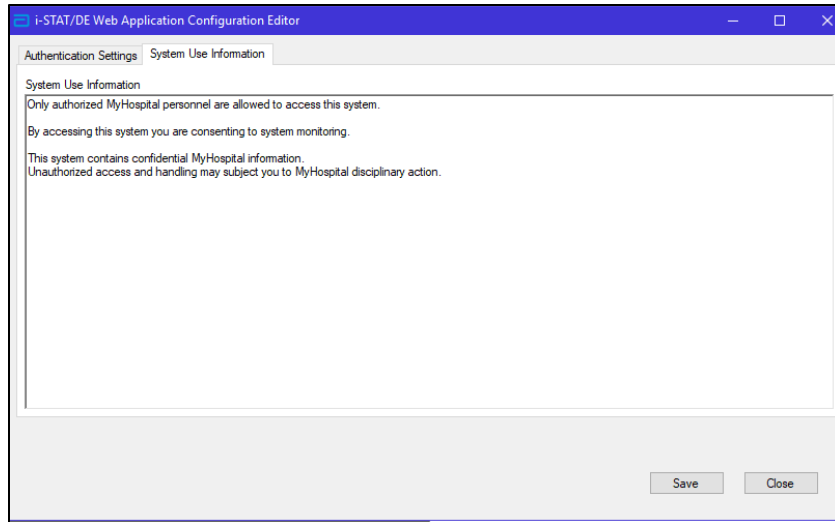 i-STAT/DE Web Application Configuration Editor
Authentication Settings
System Use Information
System Use Information
Only authorized MyHospital personnel are allowed to access this system.
By accessing this system you are consenting to system monitoring.
This system contains confidential MyHospital information.
Unauthorized access and handling may subject you to MyHospital disciplinary action.
Save
Close